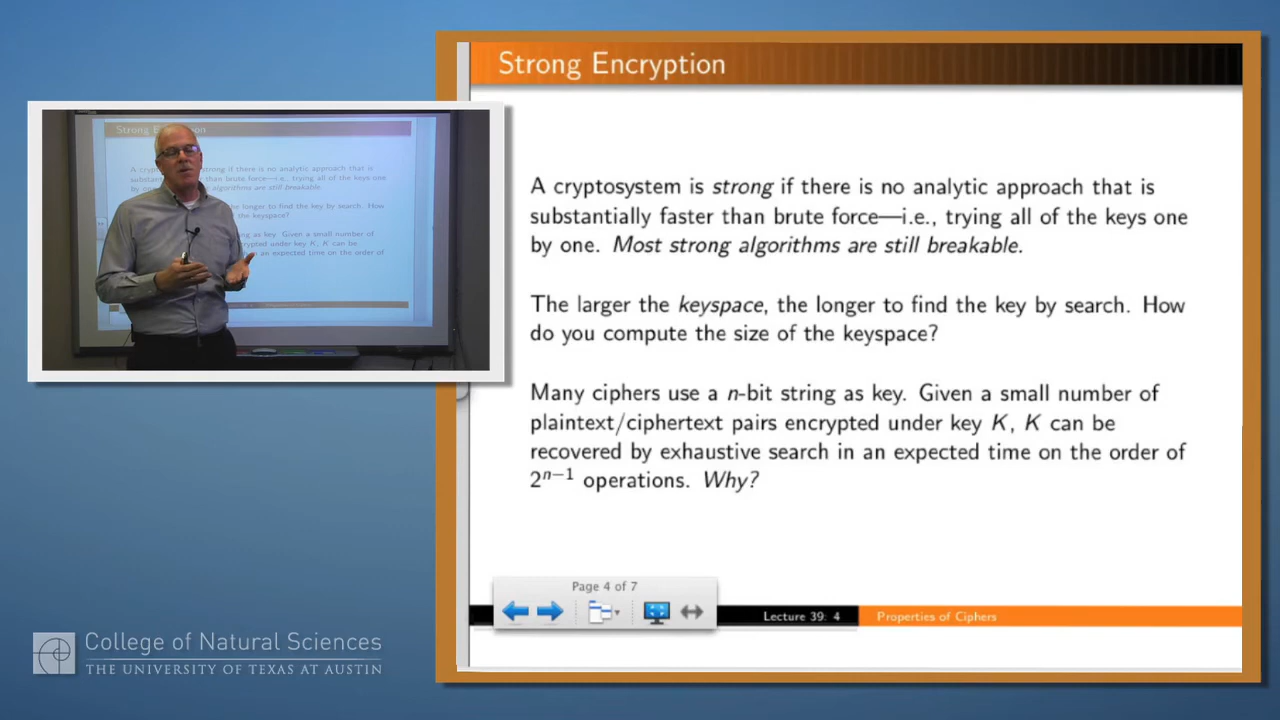 Strong Encryption
A cryptosystem is strong if there is no analytic approach that is
substantially faster than brute force—i.e., trying all of the keys one
by one. Most strong algorithms are still breakable.
The larger the keyspace, the longer to find the key by search. How
do you compute the size of the keyspace?
Many ciphers use a n-bit string as key. Given a small number of
plaintext/ciphertext pairs encrypted under key K, K can be
recovered by exhaustive search in an expected time on the order of
2^{n−1} operations. Why?
Page 4 of 7
Lecture 39: 4
Properties of Ciphers
College of Natural Sciences
THE UNIVERSITY OF TEXAS AT AUSTIN